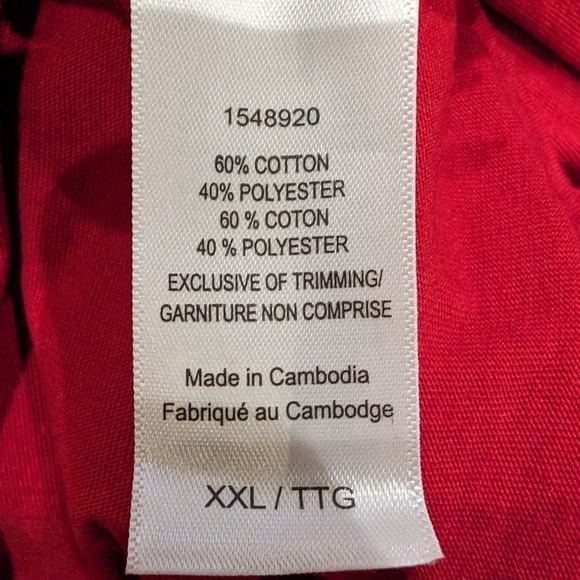 1548920
60% COTTON
40% POLYESTER
60 % COTON
40 % POLYESTER
EXCLUSIVE OF TRIMMING/
GARNITURE NON COMPRISE
Made in Cambodia
Fabriqué au Cambodge
XXL / TTG